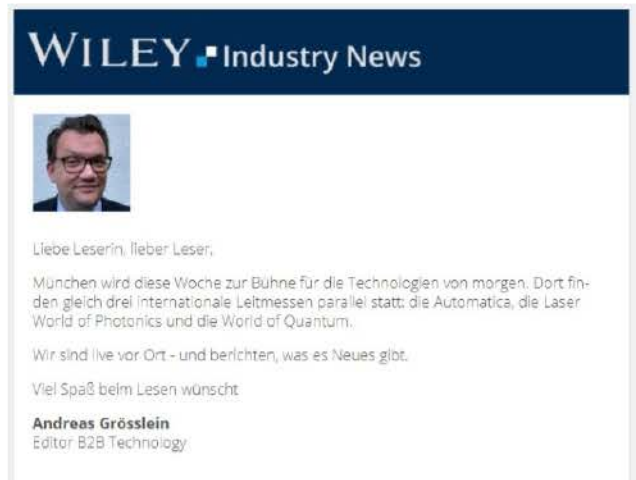 WILEY Industry News
Liebe Leserin, lieber Leser,
München wird diese Woche zur Bühne für die Technologien von morgen. Dort fin-
den gleich drei internationale Leitmessen parallel statt: die Automatica, die Laser
World of Photonics und die World of Quantum.
Wir sind live vor Ort - und berichten, was es Neues gibt.
Viel Spaß beim Lesen wünscht
Andreas Grösslein
Editor B2B Technology